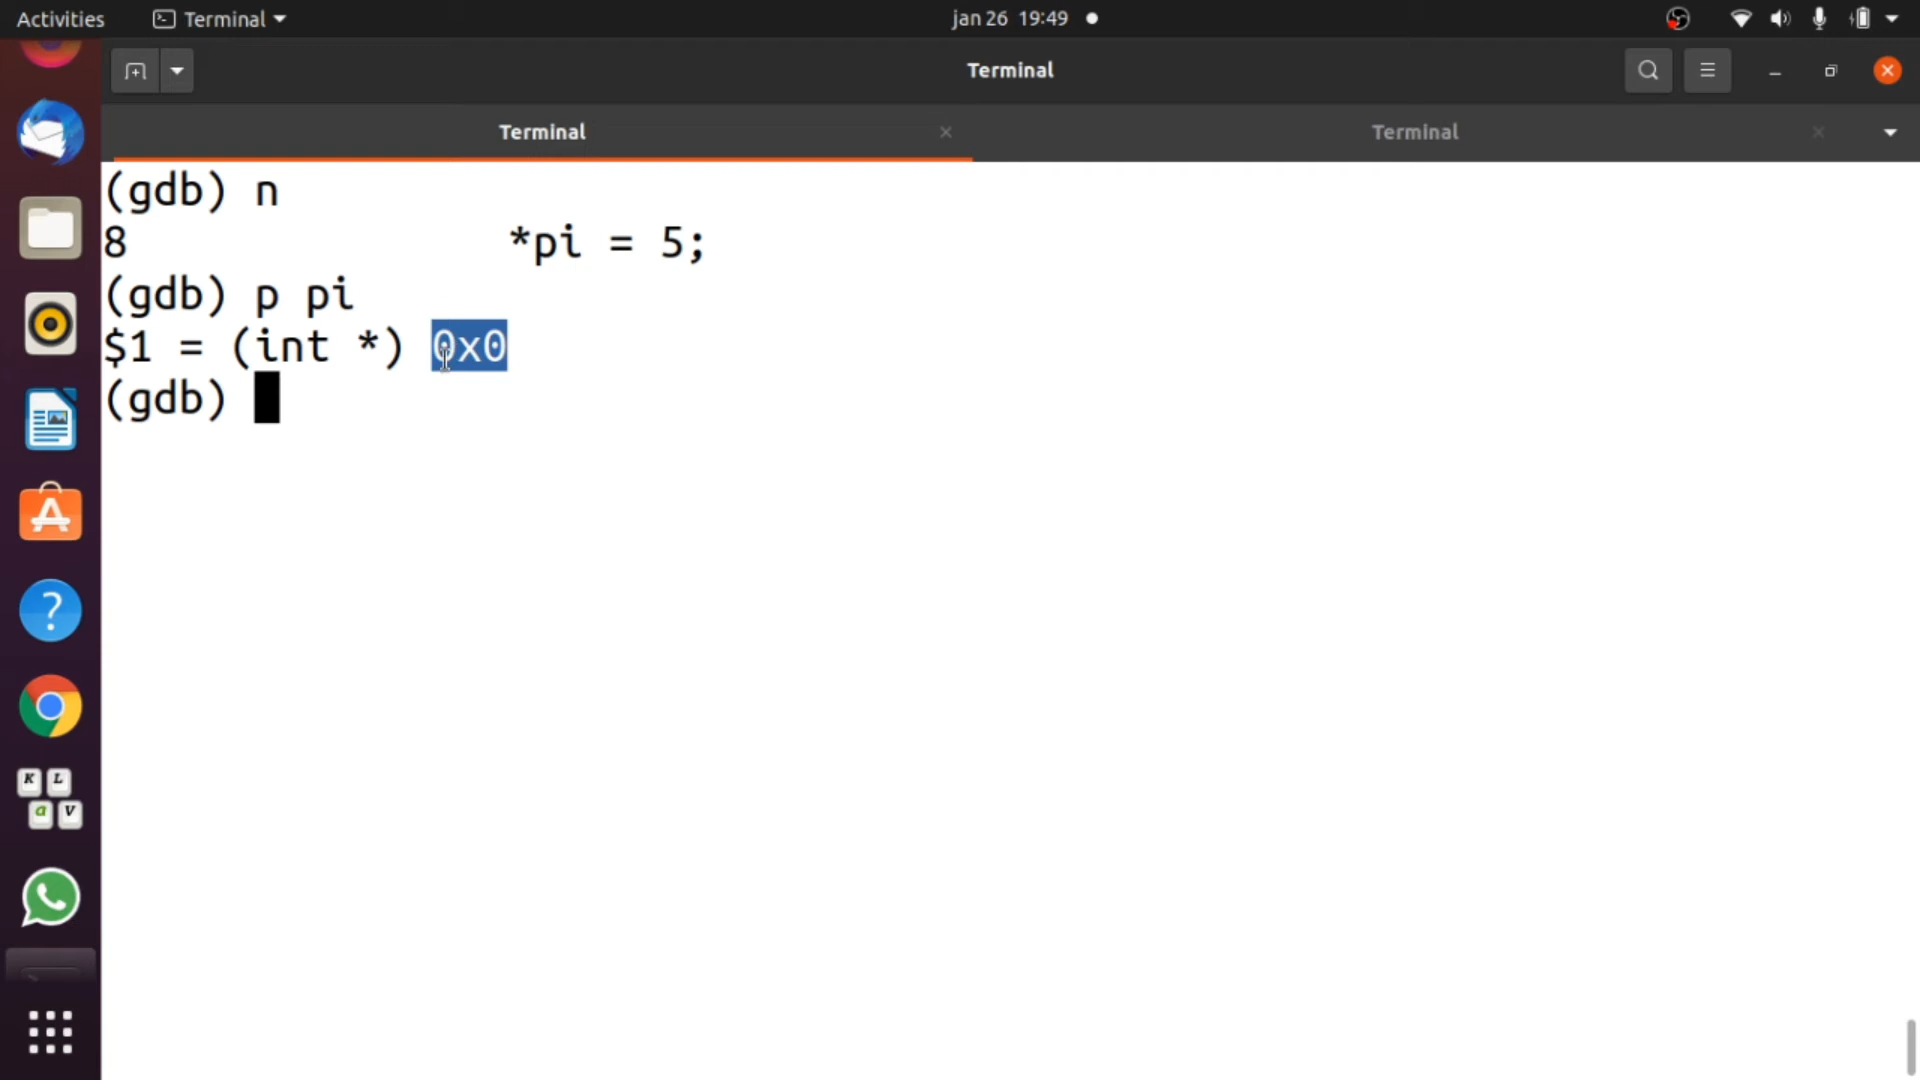 Activities Terminal jan 26 19:49
Terminal
Terminal Terminal
(gdb) n
8 *pi = 5;
(gdb) p pi
$1 = (int *) 0x0
(gdb)
K L
a V